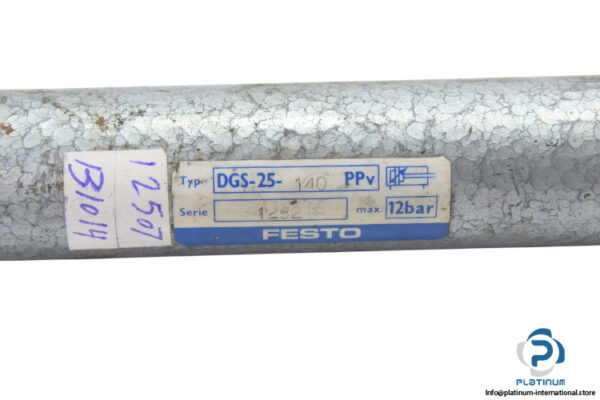 B1014
12507
Typ DGS-25- 140 PPv
Serie 1252 R max. 12bar
FESTO
PLATINUM
Info@platinum-international.store